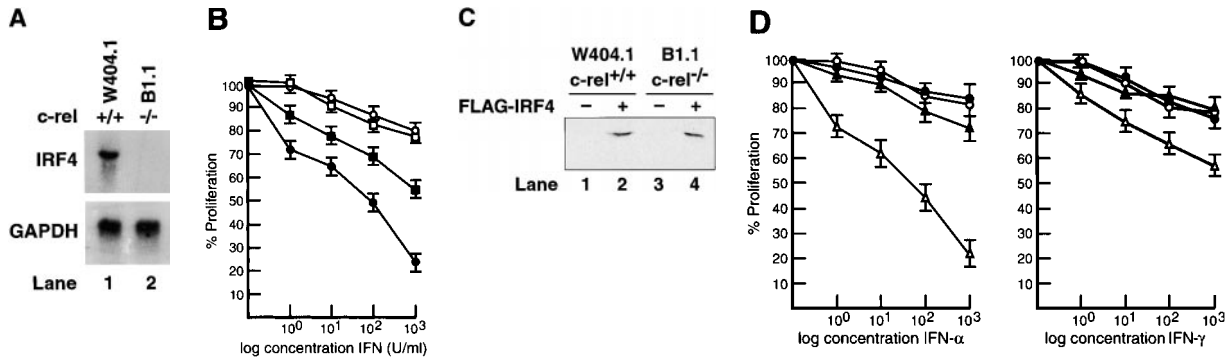 A
W404.1
B1.1
c-rel +/+ -/-
IRF4
GAPDH
Lane 1 2
B
% Proliferation
100
90
80
70
60
50
40
30
20
10
10^0 10^1 10^2 10^3
log concentration IFN (U/ml)
C
W404.1 B1.1
c-rel+/+ c-rel-/-
FLAG-IRF4 − + − +
Lane 1 2 3 4
D
% Proliferation
100
90
80
70
60
50
40
30
20
10
10^0 10^1 10^2 10^3
log concentration IFN-α
100
90
80
70
60
50
40
30
20
10
10^0 10^1 10^2 10^3
log concentration IFN-γ